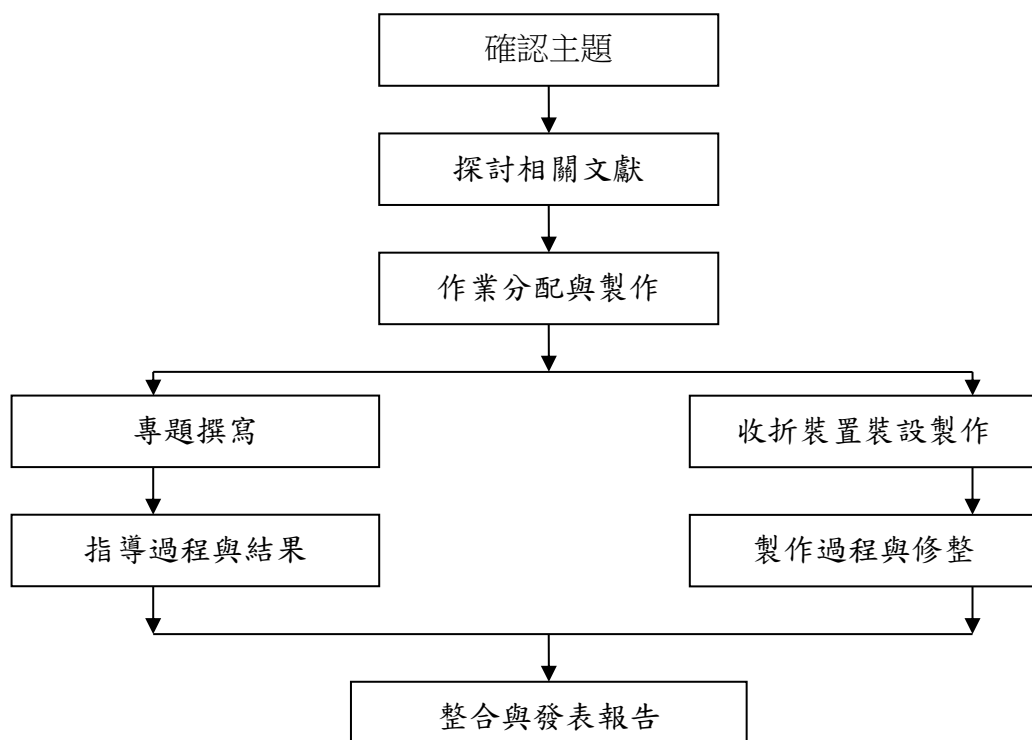 確認主題
探討相關文獻
作業分配與製作
專題撰寫
收折裝置裝設製作
指導過程與結果
製作過程與修整
整合與發表報告